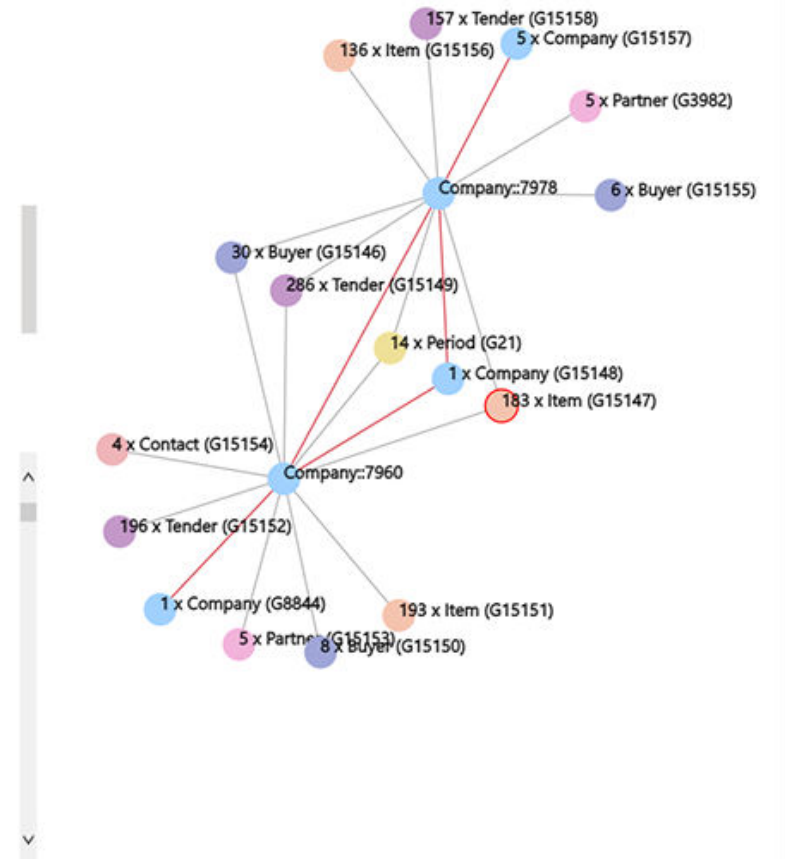 157 x Tender (G15158)
5 x Company (G15157)
136 x Item (G15156)
5 x Partner (G3982)
Company::7978
6 x Buyer (G15155)
30 x Buyer (G15146)
286 x Tender (G15149)
14 x Period (G21)
1 x Company (G15148)
183 x Item (G15147)
4 x Contact (G15154)
Company::7960
196 x Tender (G15152)
1 x Company (G8844)
193 x Item (G15151)
5 x Partner (G15153)
8 x Buyer (G15150)